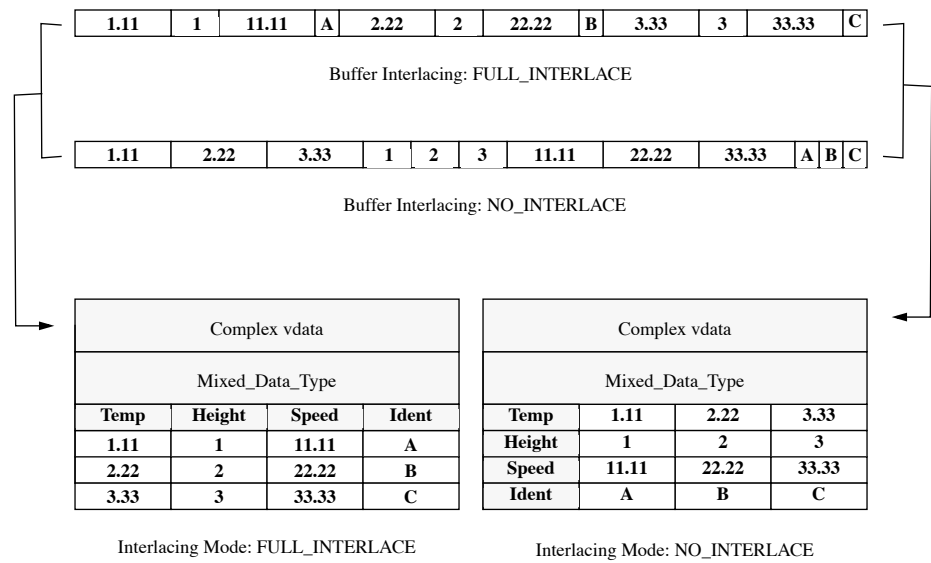 1.11 1 11.11 A 2.22 2 22.22 B 3.33 3 33.33 C
Buffer Interlacing: FULL_INTERLACE
1.11 2.22 3.33 1 2 3 11.11 22.22 33.33 A B C
Buffer Interlacing: NO_INTERLACE
Complex vdata
Mixed_Data_Type
Temp Height Speed Ident
1.11 1 11.11 A
2.22 2 22.22 B
3.33 3 33.33 C
Interlacing Mode: FULL_INTERLACE
Complex vdata
Mixed_Data_Type
Temp 1.11 2.22 3.33
Height 1 2 3
Speed 11.11 22.22 33.33
Ident A B C
Interlacing Mode: NO_INTERLACE